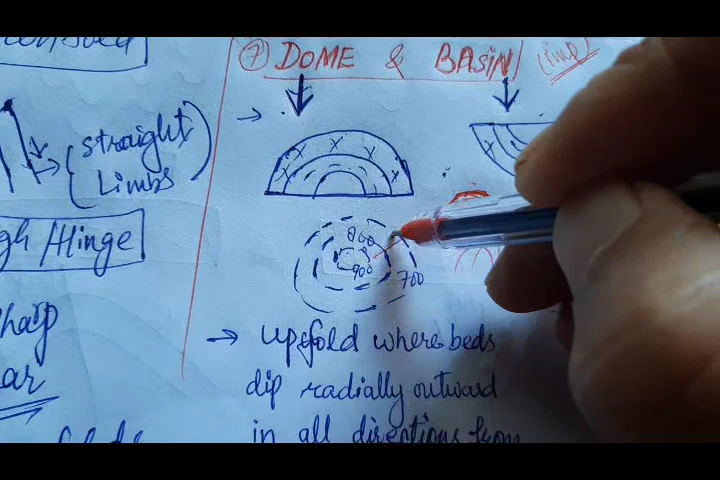 ⑦ DOME & BASIN (imp)
→
straight
Limbs
x x x x x
800
900
700
/Hinge
→ upfold where beds
dip radially outward
in all directions from